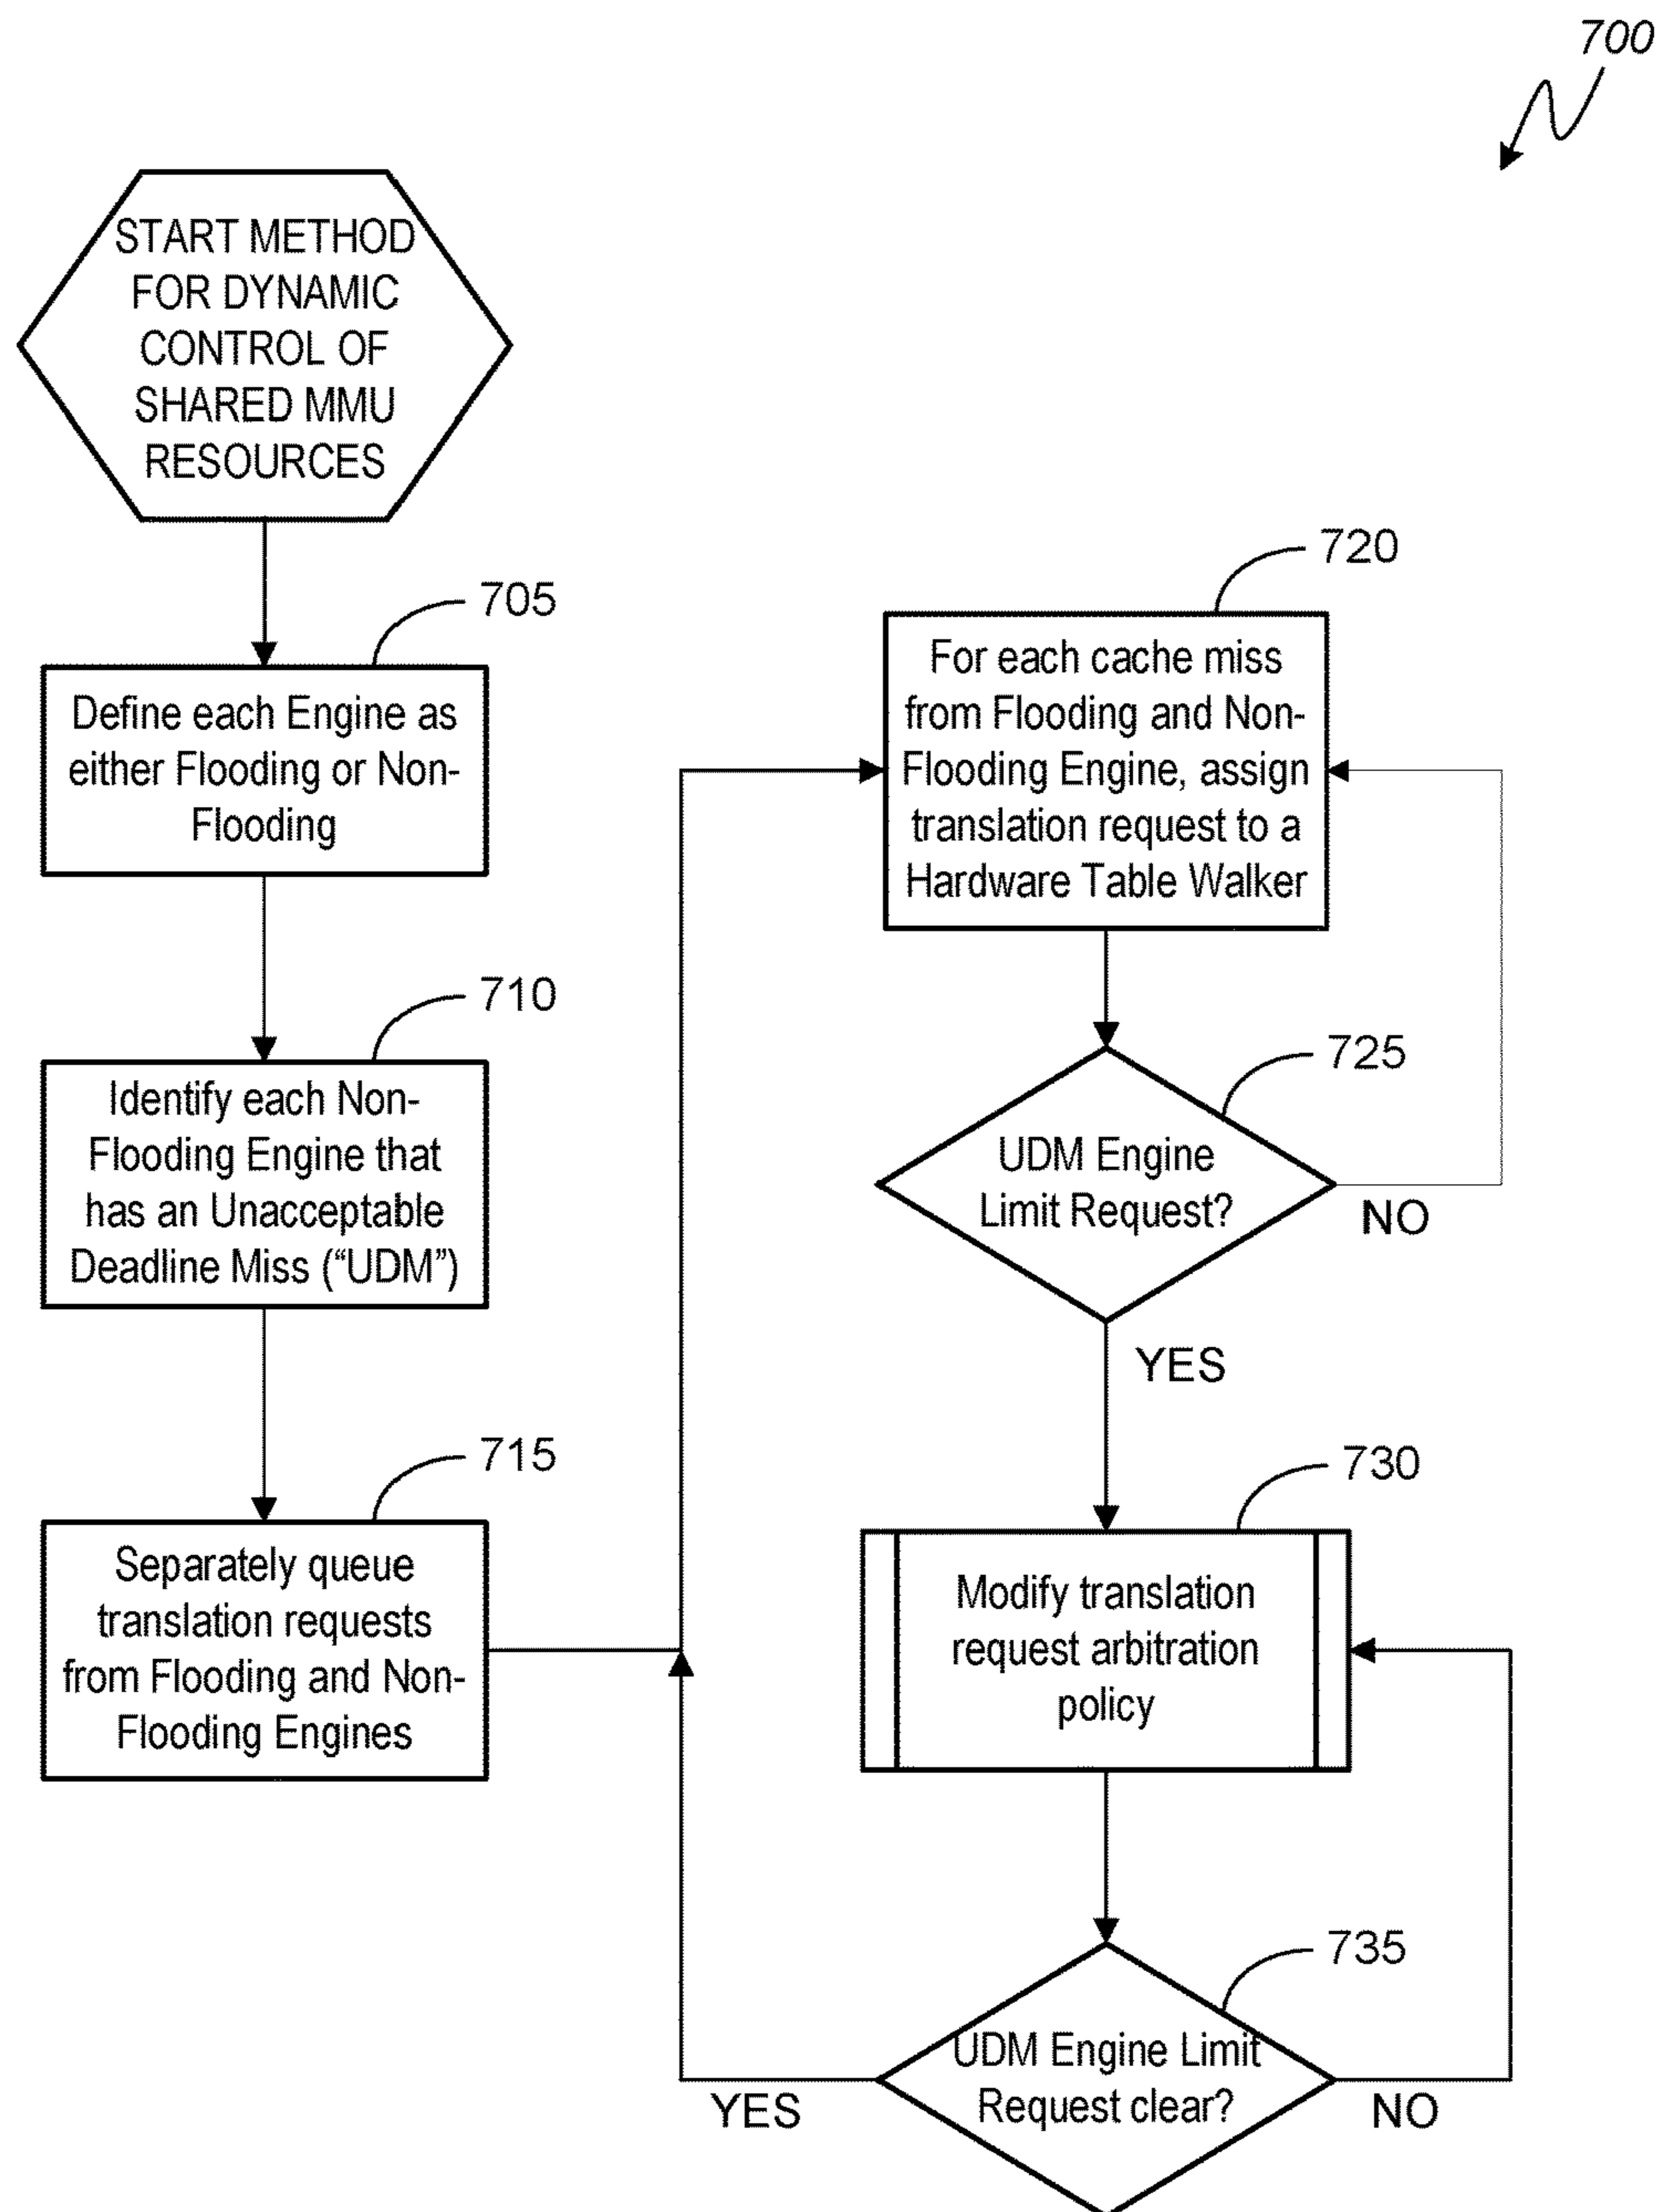 700
START METHOD
FOR DYNAMIC
CONTROL OF
SHARED MMU
RESOURCES
705
Define each Engine as
either Flooding or Non-
Flooding
710
Identify each Non-
Flooding Engine that
has an Unacceptable
Deadline Miss (“UDM”)
715
Separately queue
translation requests
from Flooding and Non-
Flooding Engines
720
For each cache miss
from Flooding and Non-
Flooding Engine, assign
translation request to a
Hardware Table Walker
725
UDM Engine
Limit Request?
NO
YES
730
Modify translation
request arbitration
policy
735
UDM Engine Limit
Request clear?
YES
NO